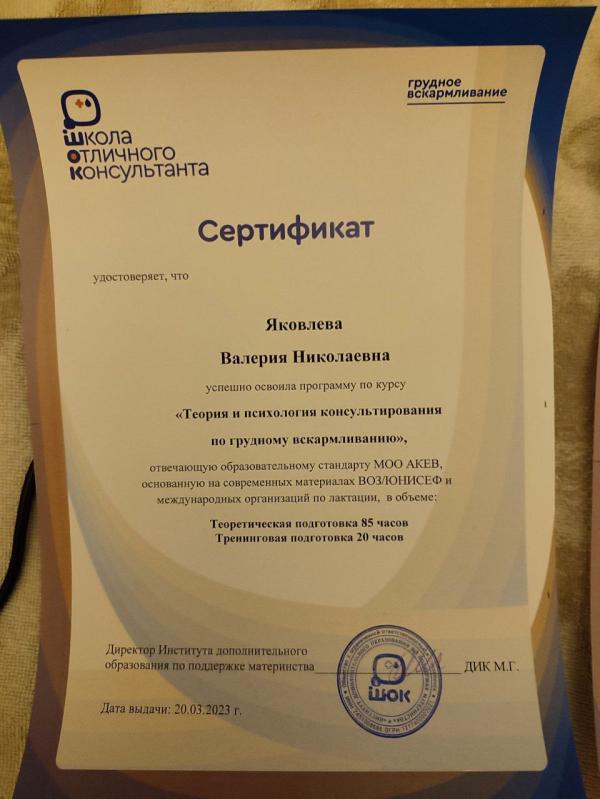 грудное
вскармливание
Школа
Отличного
Консультанта
Сертификат
удостоверяет, что
Яковлева
Валерия Николаевна
успешно освоила программу по курсу
«Теория и психология консультирования
по грудному вскармливанию»,
отвечающую образовательному стандарту МОО АКЕВ,
основанную на современных материалах ВОЗ/ЮНИСЕФ и
международных организаций по лактации, в объеме:
Теоретическая подготовка 85 часов
Тренинговая подготовка 20 часов
Директор Института дополнительного
образования по поддержке материнства ДИК М.Г.
ШОК
Дата выдачи: 20.03.2023 г.